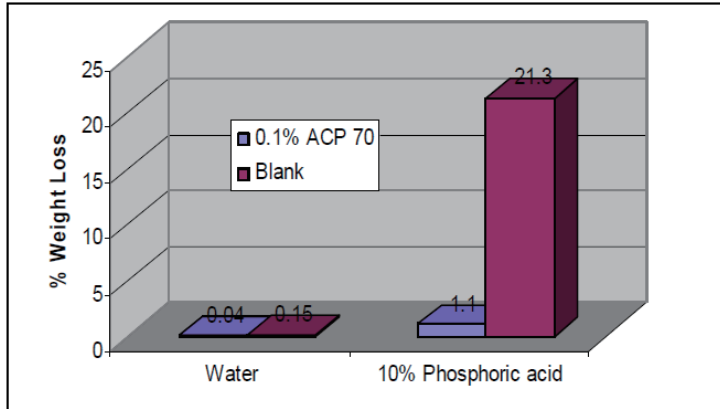 % Weight Loss
25
20
15
10
5
0
0.1% ACP 70
Blank
0.04
0.15
1.1
21.3
Water
10% Phosphoric acid